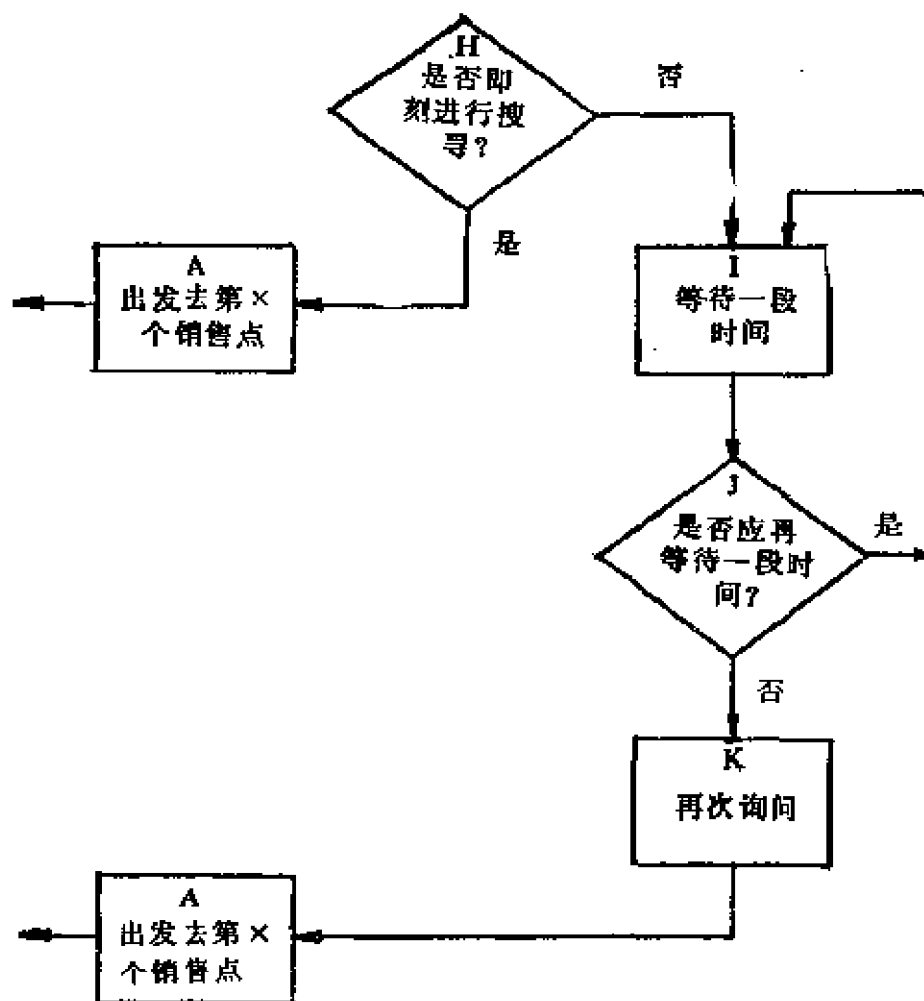 H
是否即
刻进行搜
寻?
否
是
A
出发去第×
个销售点
I
等待一段
时间
J
是否应再
等待一段时
间?
是
否
K
再次询问
A
出发去第×
个销售点